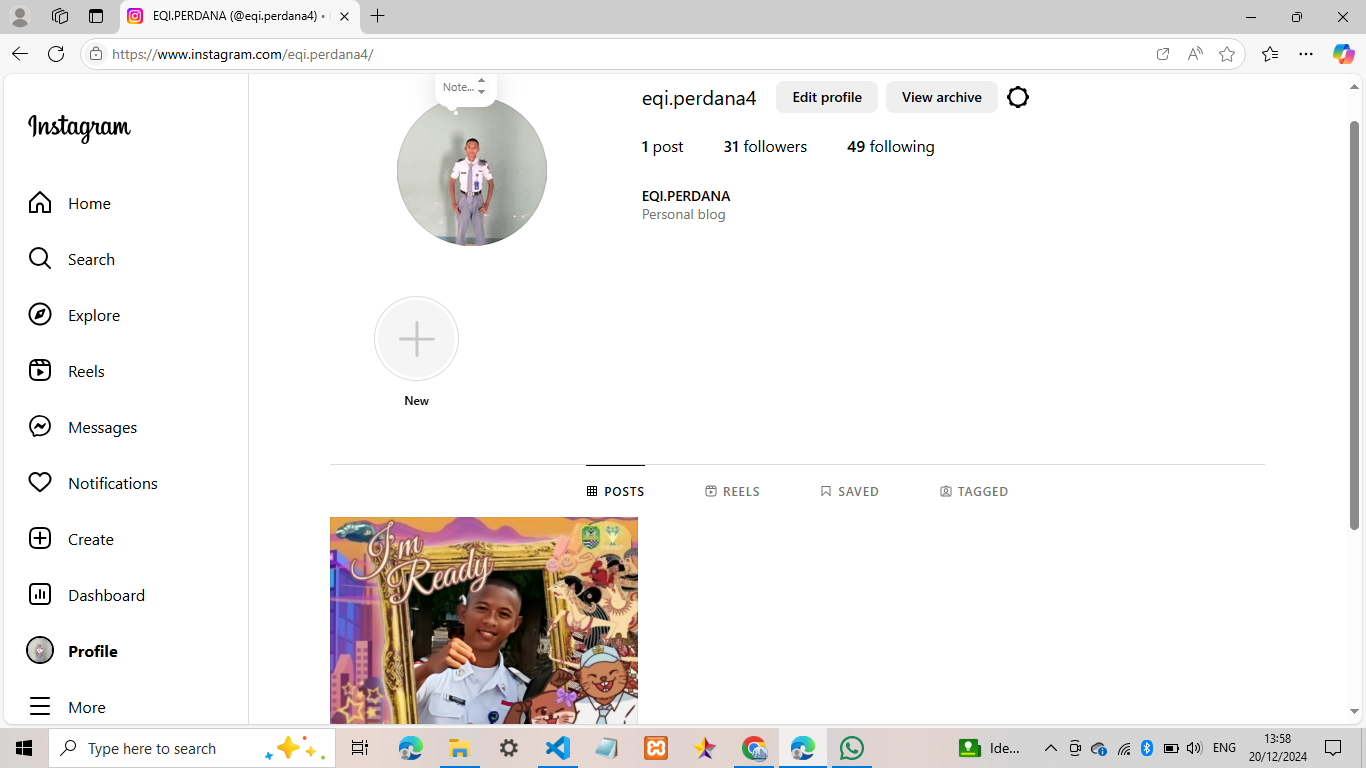 EQI.PERDANA (@eqi.perdana4) •
https://www.instagram.com/eqi.perdana4/
Instagram
Home
Search
Explore
Reels
Messages
Notifications
Create
Dashboard
Profile
More
Note...
eqi.perdana4
Edit profile
View archive
1 post
31 followers
49 following
EQI.PERDANA
Personal blog
New
POSTS
REELS
SAVED
TAGGED
I'm
Ready
Type here to search
Ide...
ENG
13:58
20/12/2024